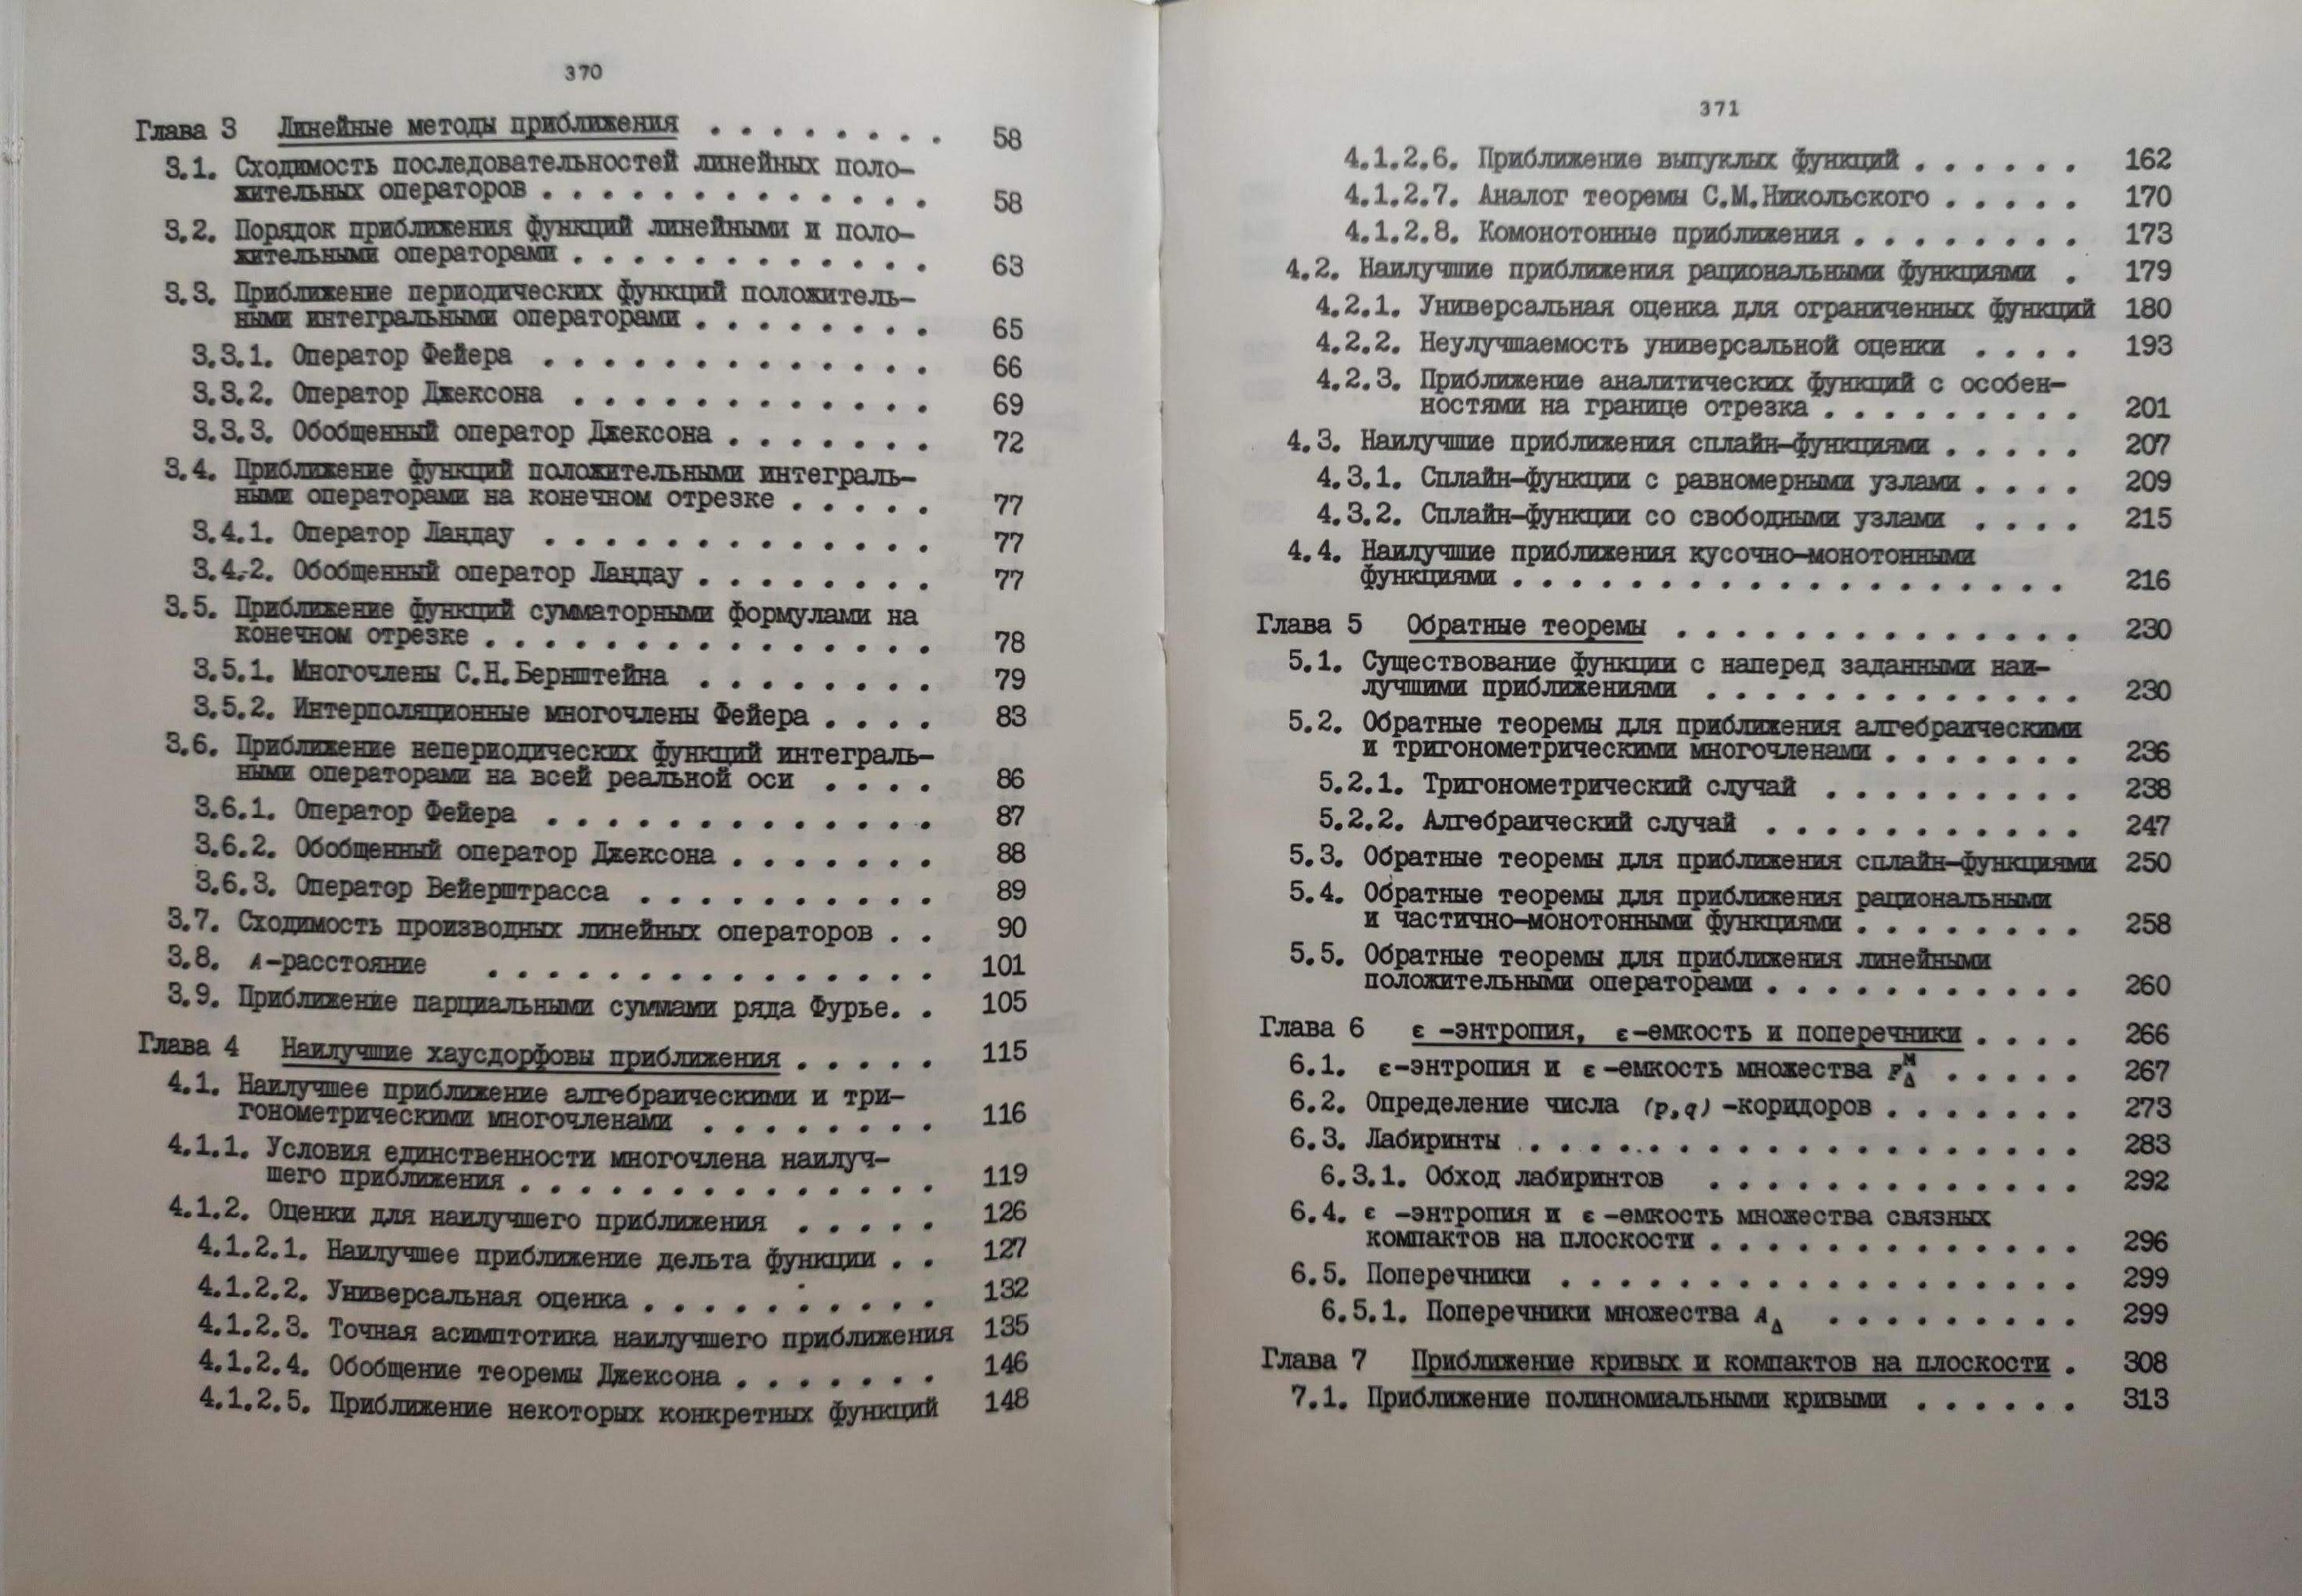 370
Глава 3 Линейные методы приближения . . . . . . . . 58
3.1. Сходимость последовательностей линейных поло-
жительных операторов . . . . . . . . . . . . . 58
3.2. Порядок приближения функций линейными и поло-
жительными операторами . . . . . . . . . . . . 63
3.3. Приближение периодических функций положитель-
ными интегральными операторами . . . . . . . . 65
3.3.1. Оператор Фейера . . . . . . . . . . . . . 66
3.3.2. Оператор Джексона . . . . . . . . . . . . 69
3.3.3. Обобщенный оператор Джексона . . . . . . . 72
3.4. Приближение функций положительными интеграль-
ными операторами на конечном отрезке . . . . . 77
3.4.1. Оператор Ландау . . . . . . . . . . . . . 77
3.4.2. Обобщенный оператор Ландау . . . . . . . . 77
3.5. Приближение функций сумматорными формулами на
конечном отрезке . . . . . . . . . . . . . . . 78
3.5.1. Многочлены С.Н.Бернштейна . . . . . . . . 79
3.5.2. Интерполяционные многочлены Фейера . . . . 83
3.6. Приближение непериодических функций интеграль-
ными операторами на всей реальной оси . . . . 86
3.6.1. Оператор Фейера . . . . . . . . . . . . . 87
3.6.2. Обобщенный оператор Джексона . . . . . . . 88
3.6.3. Оператор Вейерштрасса . . . . . . . . . . 89
3.7. Сходимость производных линейных операторов . . 90
3.8. A-расстояние . . . . . . . . . . . . . . . 101
3.9. Приближение парциальными суммами ряда Фурье. . 105
Глава 4 Наилучшие хаусдорфовы приближения . . . . . 115
4.1. Наилучшее приближение алгебраическими и три-
гонометрическими многочленами . . . . . . . . 116
4.1.1. Условия единственности многочлена наилуч-
шего приближения . . . . . . . . . . . . . . 119
4.1.2. Оценки для наилучшего приближения . . . . . 126
4.1.2.1. Наилучшее приближение дельта функции . . 127
4.1.2.2. Универсальная оценка . . . . . . . . . . 132
4.1.2.3. Точная асимптотика наилучшего приближения 135
4.1.2.4. Обобщение теоремы Джексона . . . . . . . 146
4.1.2.5. Приближение некоторых конкретных функций 148
371
4.1.2.6. Приближение выпуклых функций . . . . . . 162
4.1.2.7. Аналог теоремы С.М.Никольского . . . . . 170
4.1.2.8. Комонотонные приближения . . . . . . . . 173
4.2. Наилучшие приближения рациональными функциями . 179
4.2.1. Универсальная оценка для ограниченных функций 180
4.2.2. Неулучшаемость универсальной оценки . . . . 193
4.2.3. Приближение аналитических функций с особен-
ностями на границе отрезка . . . . . . . . . 201
4.3. Наилучшие приближения сплайн-функциями . . . . . 207
4.3.1. Сплайн-функции с равномерными узлами . . . . 209
4.3.2. Сплайн-функции со свободными узлами . . . . 215
4.4. Наилучшие приближения кусочно-монотонными
функциями . . . . . . . . . . . . . . . . . . . 216
Глава 5 Обратные теоремы . . . . . . . . . . . . . . 230
5.1. Существование функции с наперед заданными наи-
лучшими приближениями . . . . . . . . . . . . . 230
5.2. Обратные теоремы для приближения алгебраическими
и тригонометрическими многочленами . . . . . . . 236
5.2.1. Тригонометрический случай . . . . . . . . . 238
5.2.2. Алгебраический случай . . . . . . . . . . . 247
5.3. Обратные теоремы для приближения сплайн-функциями 250
5.4. Обратные теоремы для приближения рациональными
и частично-монотонными функциями . . . . . . . . 258
5.5. Обратные теоремы для приближения линейными
положительными операторами . . . . . . . . . . . 260
Глава 6 ε -энтропия, ε-емкость и поперечники . . . . 266
6.1. ε-энтропия и ε -емкость множества F_Δ^M . . . . . 267
6.2. Определение числа (p,q) -коридоров . . . . . . . 273
6.3. Лабиринты . . . . . . . . . . . . . . . . . . . 283
6.3.1. Обход лабиринтов . . . . . . . . . . . . . 292
6.4. ε -энтропия и ε -емкость множества связных
компактов на плоскости . . . . . . . . . . . . . 296
6.5. Поперечники . . . . . . . . . . . . . . . . . . 299
6.5.1. Поперечники множества A_Δ . . . . . . . . . 299
Глава 7 Приближение кривых и компактов на плоскости . 308
7.1. Приближение полиномиальными кривыми . . . . . . 313